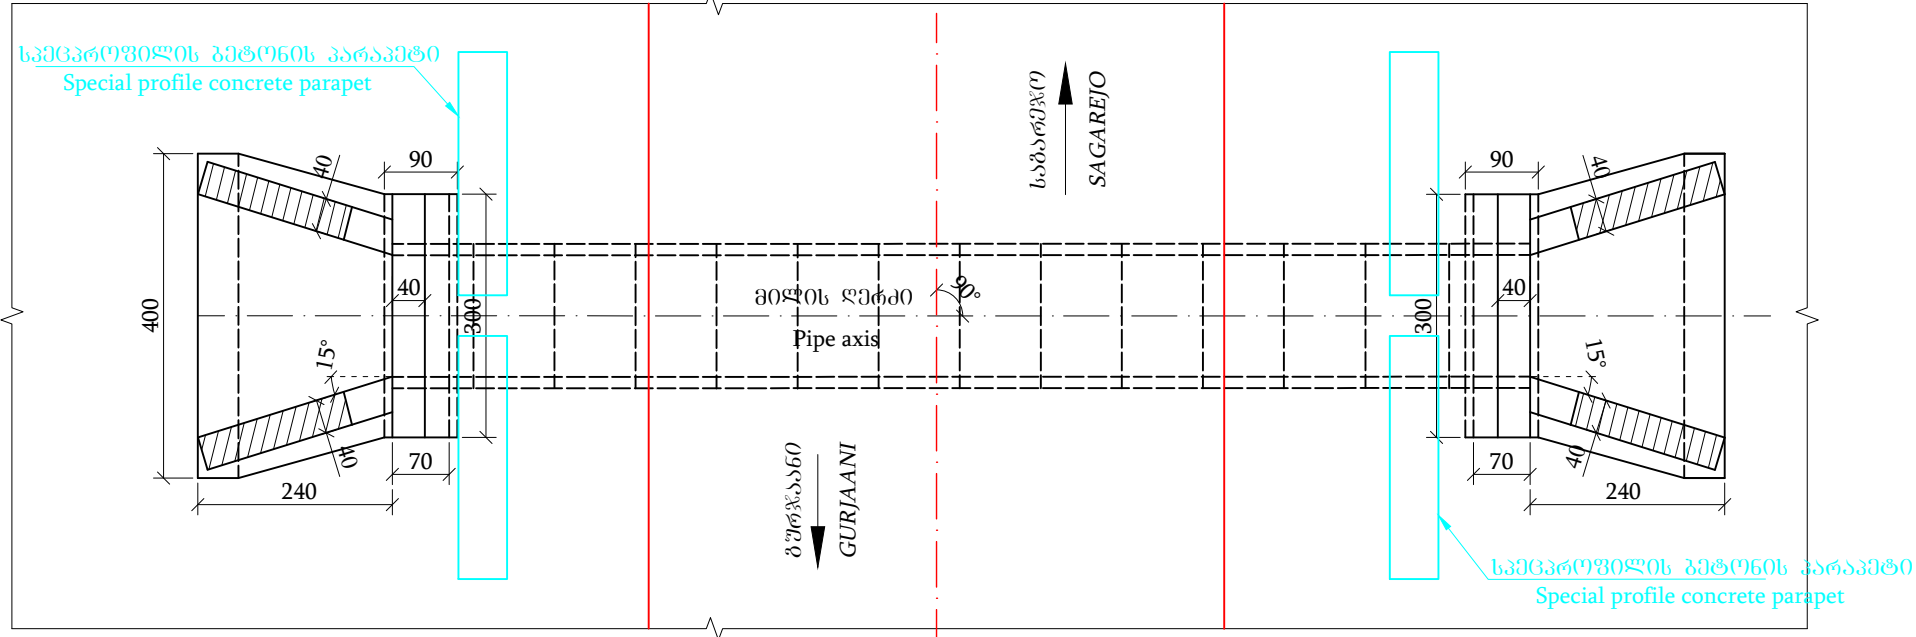 სპეცპროფილის ბეტონის პარაპეტი
Special profile concrete parapet
საგარეჯო
SAGAREJO
40
90
90
40
400
40
300
მილის ღერძი
Pipe axis
90°
300
40
15°
15°
40
70
240
გურჯაანი
GURJAANI
70
40
240
სპეცპროფილის ბეტონის პარაპეტი
Special profile concrete parapet